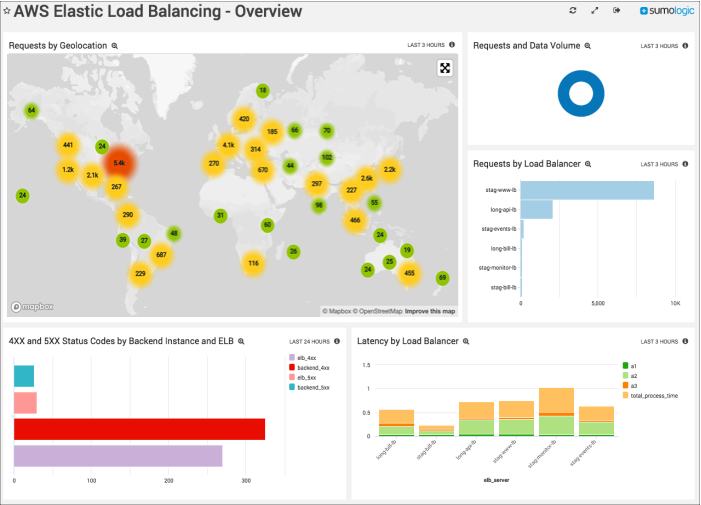 AWS Elastic Load Balancing - Overview
sumologic
Requests by Geolocation
LAST 3 HOURS
64
18
420
185
66
70
441
24
4.1k
314
102
5.4k
270
670
44
2.2k
1.2k
2.1k
267
297
227
2.6k
24
290
31
98
55
60
466
39
27
48
24
687
26
19
229
116
24
25
455
69
mapbox
© Mapbox © OpenStreetMap Improve this map
Requests and Data Volume
LAST 3 HOURS
Requests by Load Balancer
LAST 3 HOURS
stag-www-lb
long-api-lb
stag-events-lb
long-bill-lb
stag-monitor-lb
stag-bill-lb
0
5,000
10K
4XX and 5XX Status Codes by Backend Instance and ELB
LAST 24 HOURS
elb_4xx
backend_4xx
elb_5xx
backend_5xx
0
100
200
300
Latency by Load Balancer
LAST 3 HOURS
1.5
1
0.5
0
a1
a2
a3
total_process_time
long-bill-lb
stag-bill-lb
long-api-lb
stag-www-lb
stag-monitor-lb
stag-events-lb
elb_server